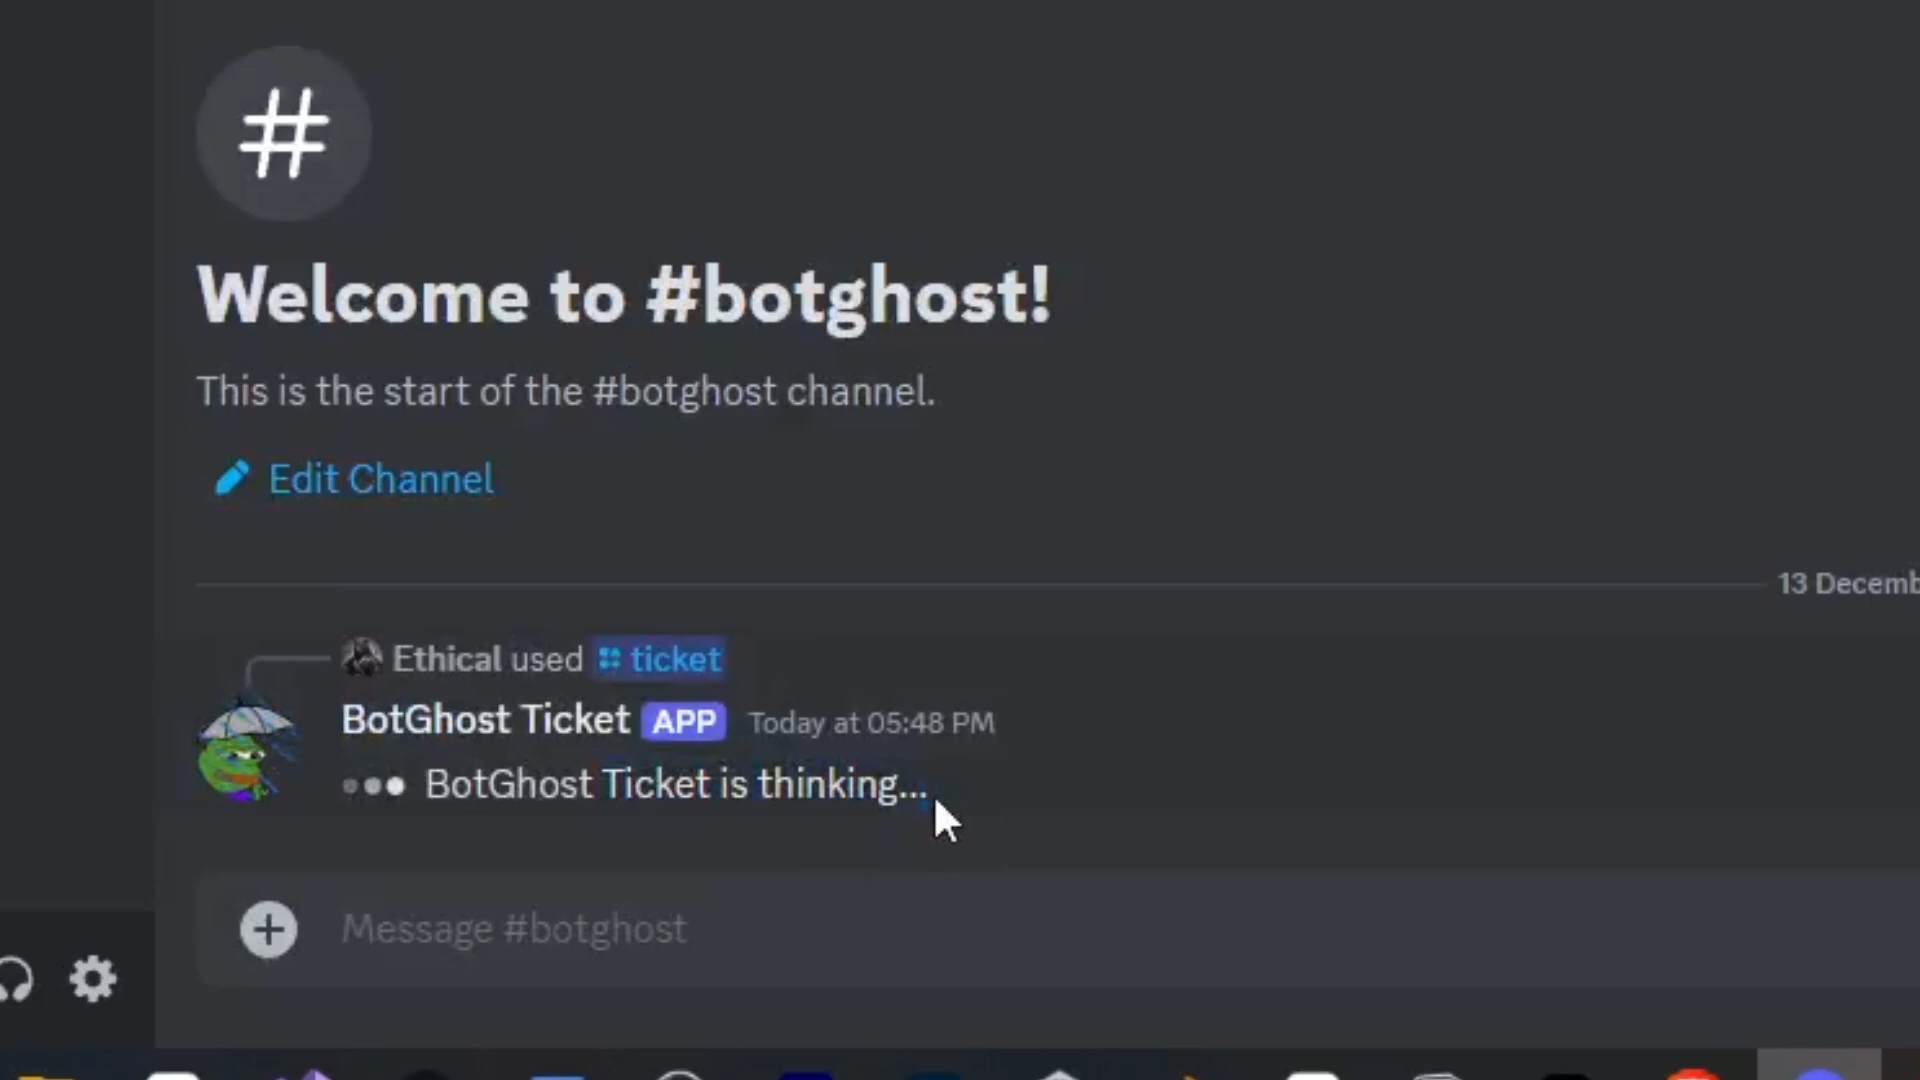 Welcome to #botghost!
This is the start of the #botghost channel.
Edit Channel
13 Decemb
Ethical used ticket
BotGhost Ticket APP Today at 05:48 PM
BotGhost Ticket is thinking...
Message #botghost